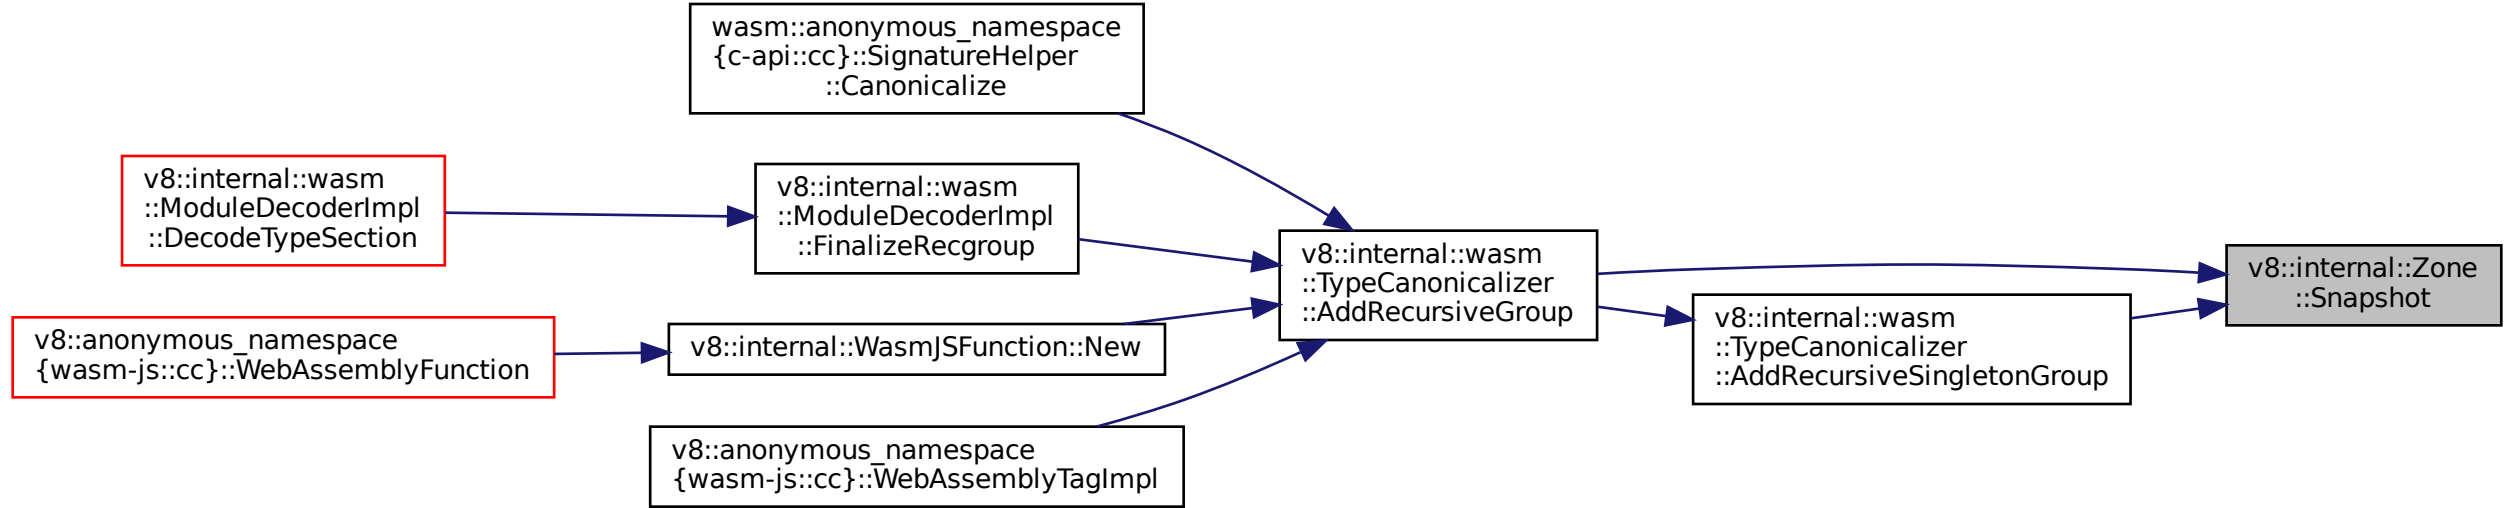 wasm::anonymous_namespace
{c-api::cc}::SignatureHelper
::Canonicalize
v8::internal::wasm
::ModuleDecoderImpl
::DecodeTypeSection
v8::internal::wasm
::ModuleDecoderImpl
::FinalizeRecgroup
v8::internal::wasm
::TypeCanonicalizer
::AddRecursiveGroup
v8::internal::Zone
::Snapshot
v8::anonymous_namespace
{wasm-js::cc}::WebAssemblyFunction
v8::internal::WasmJSFunction::New
v8::internal::wasm
::TypeCanonicalizer
::AddRecursiveSingletonGroup
v8::anonymous_namespace
{wasm-js::cc}::WebAssemblyTagImpl